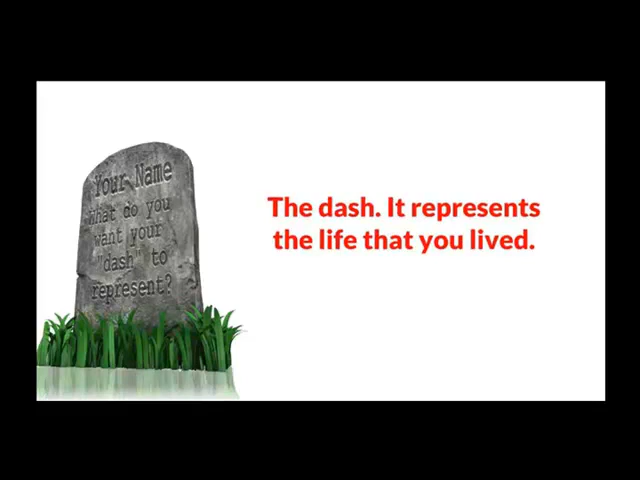 Your Name
What do you
want your
"dash" to
represent?
The dash. It represents
the life that you lived.